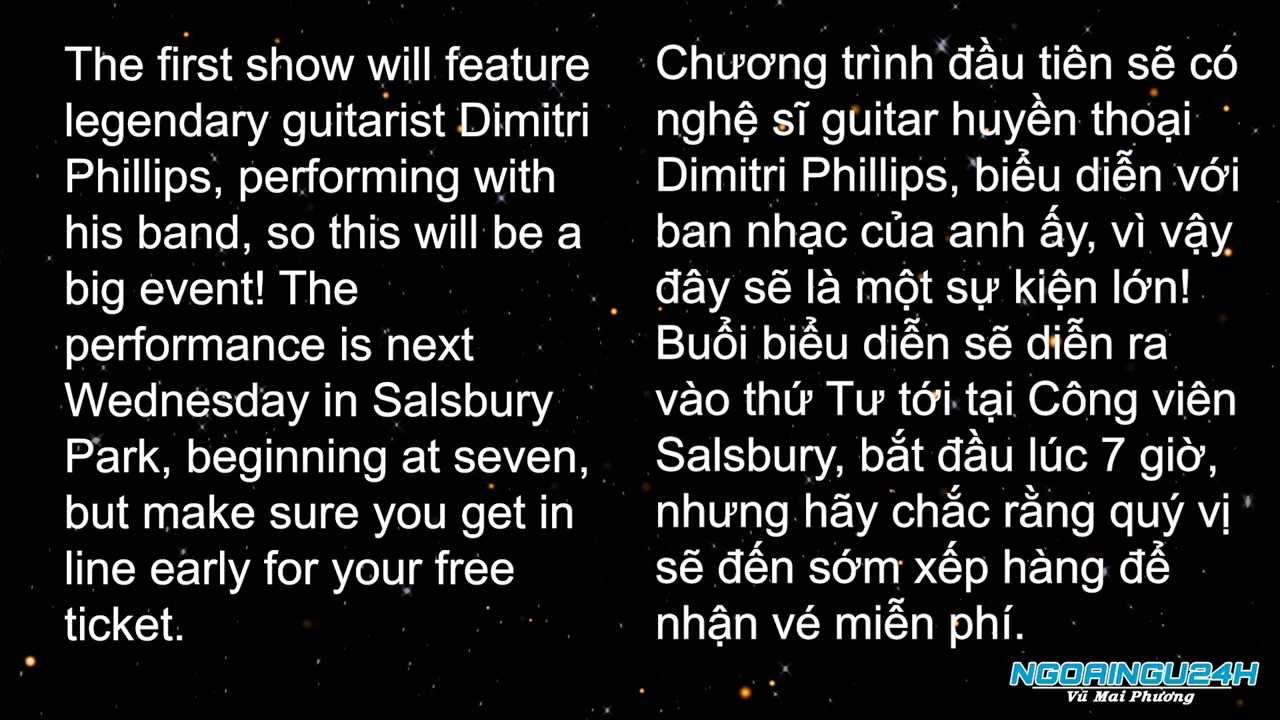 The first show will feature
legendary guitarist Dimitri
Phillips, performing with
his band, so this will be a
big event! The
performance is next
Wednesday in Salsbury
Park, beginning at seven,
but make sure you get in
line early for your free
ticket.
Chương trình đầu tiên sẽ có
nghệ sĩ guitar huyền thoại
Dimitri Phillips, biểu diễn với
ban nhạc của anh ấy, vì vậy
đây sẽ là một sự kiện lớn!
Buổi biểu diễn sẽ diễn ra
vào thứ Tư tới tại Công viên
Salsbury, bắt đầu lúc 7 giờ,
nhưng hãy chắc rằng quý vị
sẽ đến sớm xếp hàng để
nhận vé miễn phí.
NGOAINGU24H
Vũ Mai Phương